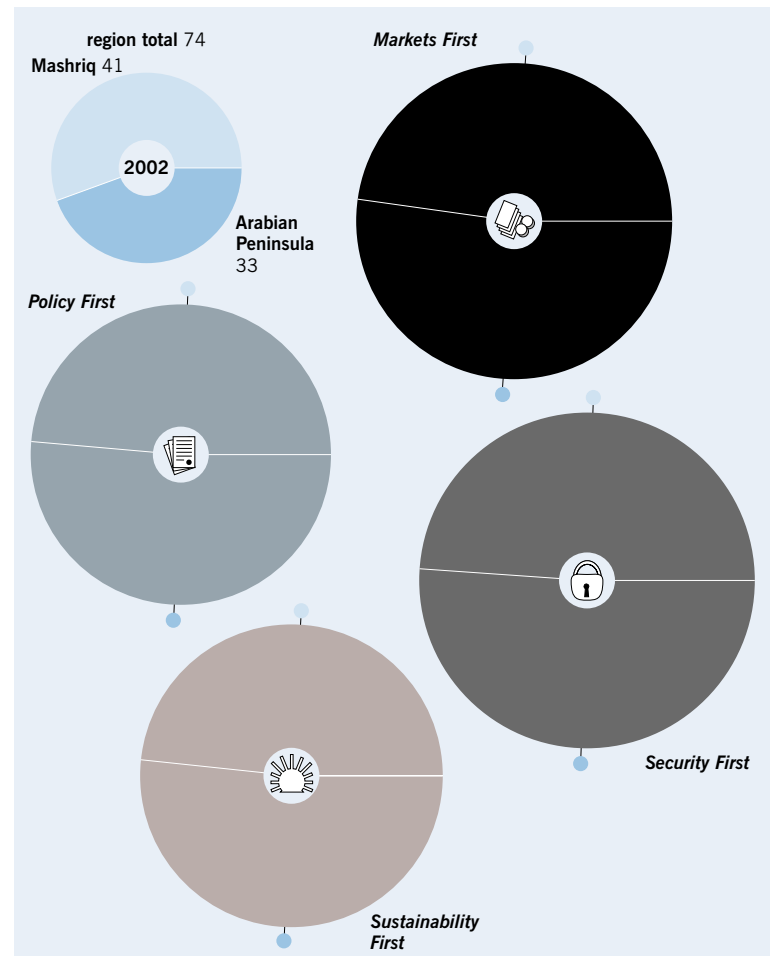 region total 74
Mashriq 41
2002
Arabian
Peninsula
33
Markets First
Policy First
Security First
Sustainability
First